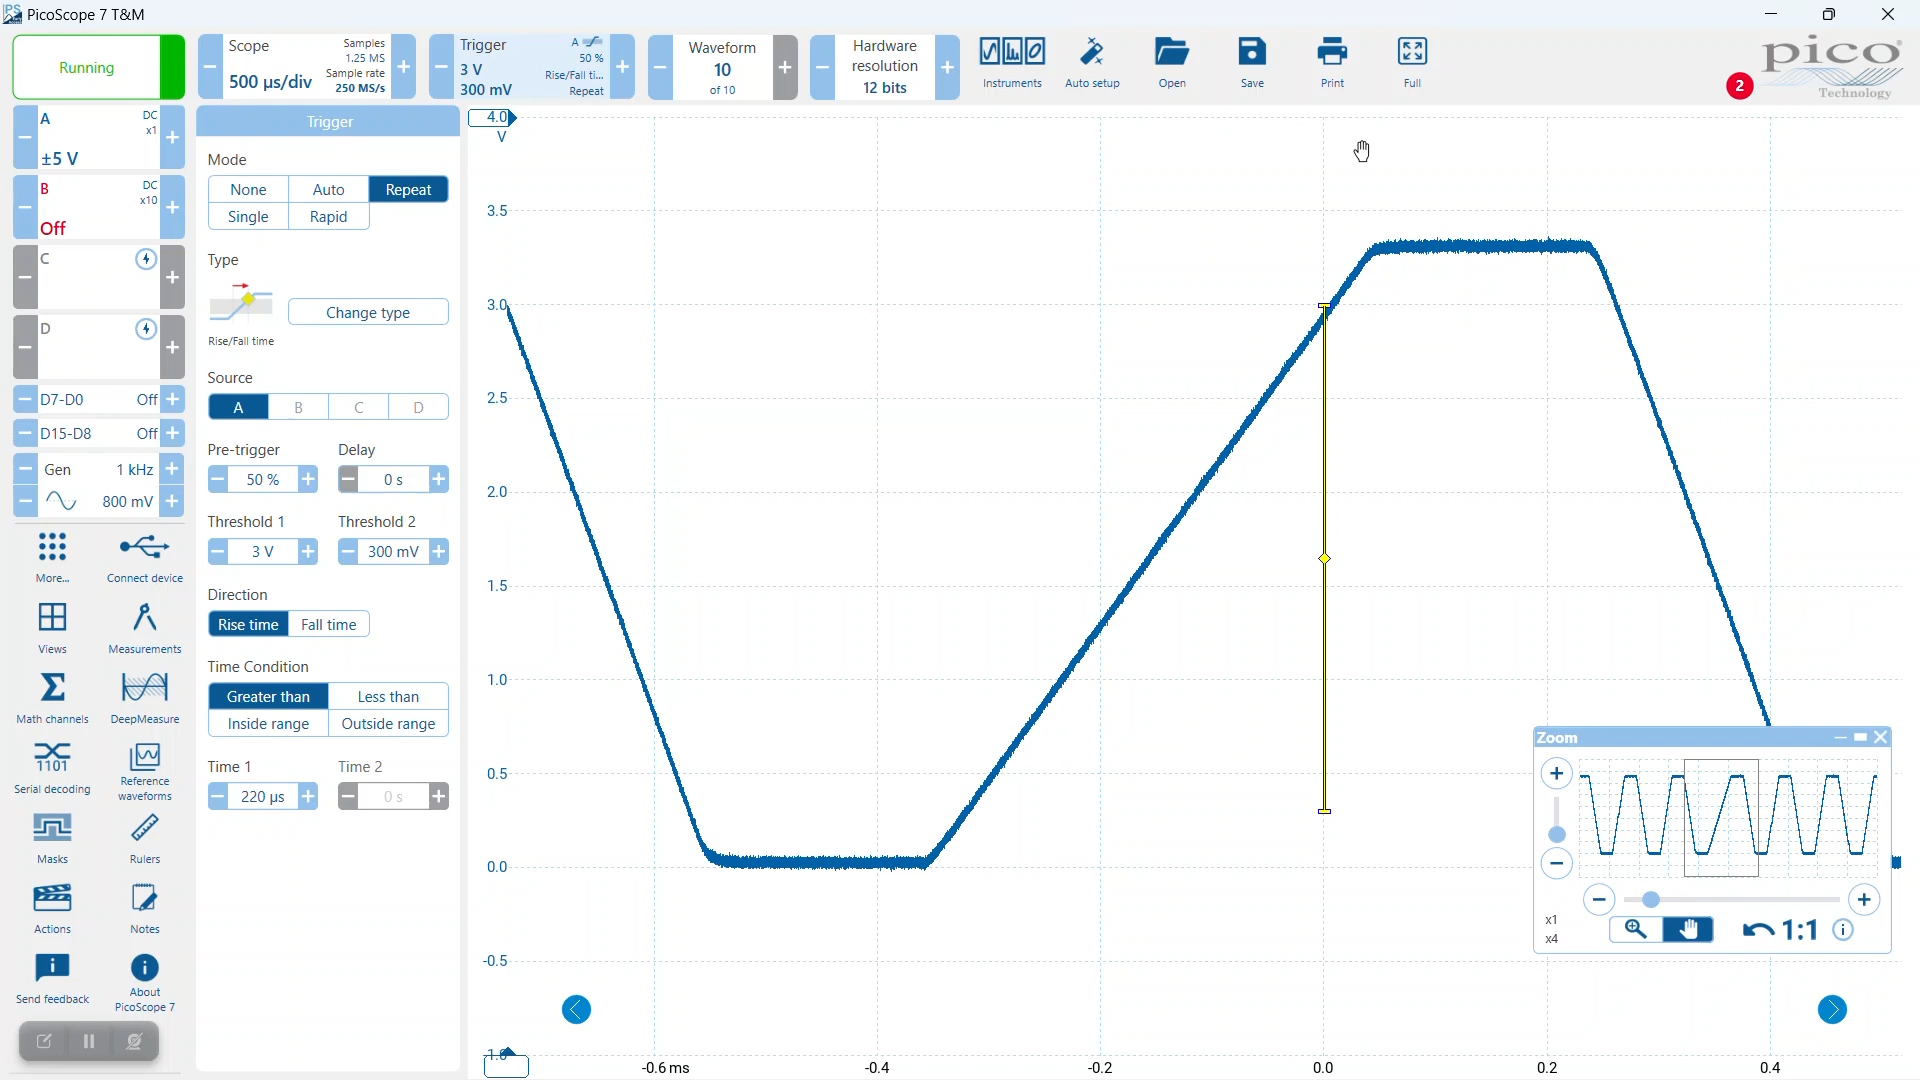 PicoScope 7 T&M
Running
Scope
500 µs/div
Samples
1.25 MS
Sample rate
250 MS/s
Trigger
3 V
300 mV
A
50 %
Rise/Fall ti...
Repeat
Waveform
10
of 10
Hardware
resolution
12 bits
Instruments
Auto setup
Open
Save
Print
Full
2
pico
Technology
A
DC
x1
±5 V
B
DC
x10
Off
C
D
D7-D0 Off
D15-D8 Off
Gen 1 kHz
800 mV
More...
Connect device
Views
Measurements
Math channels
DeepMeasure
1101
Serial decoding
Reference
waveforms
Masks
Rulers
Actions
Notes
Send feedback
About
PicoScope 7
Trigger
Mode
None Auto Repeat
Single Rapid
Type
Change type
Rise/Fall time
Source
A B C D
Pre-trigger Delay
50 % 0 s
Threshold 1 Threshold 2
3 V 300 mV
Direction
Rise time Fall time
Time Condition
Greater than Less than
Inside range Outside range
Time 1 Time 2
220 µs 0 s
4.0
V
3.5
3.0
2.5
2.0
1.5
1.0
0.5
0.0
-0.5
-1.0
-0.6 ms -0.4 -0.2 0.0 0.2 0.4
Zoom
x1
x4
1:1